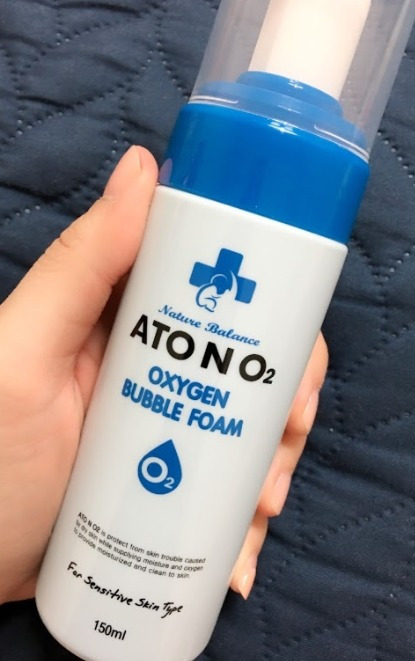 Nature Balance
ATO N O2
OXYGEN
BUBBLE FOAM
O2
ATO N O2 is protect from skin trouble caused
by dry skin while supplying moisture and oxygen
to provide moisturized and clean to skin.
For Sensitive Skin Type
150ml